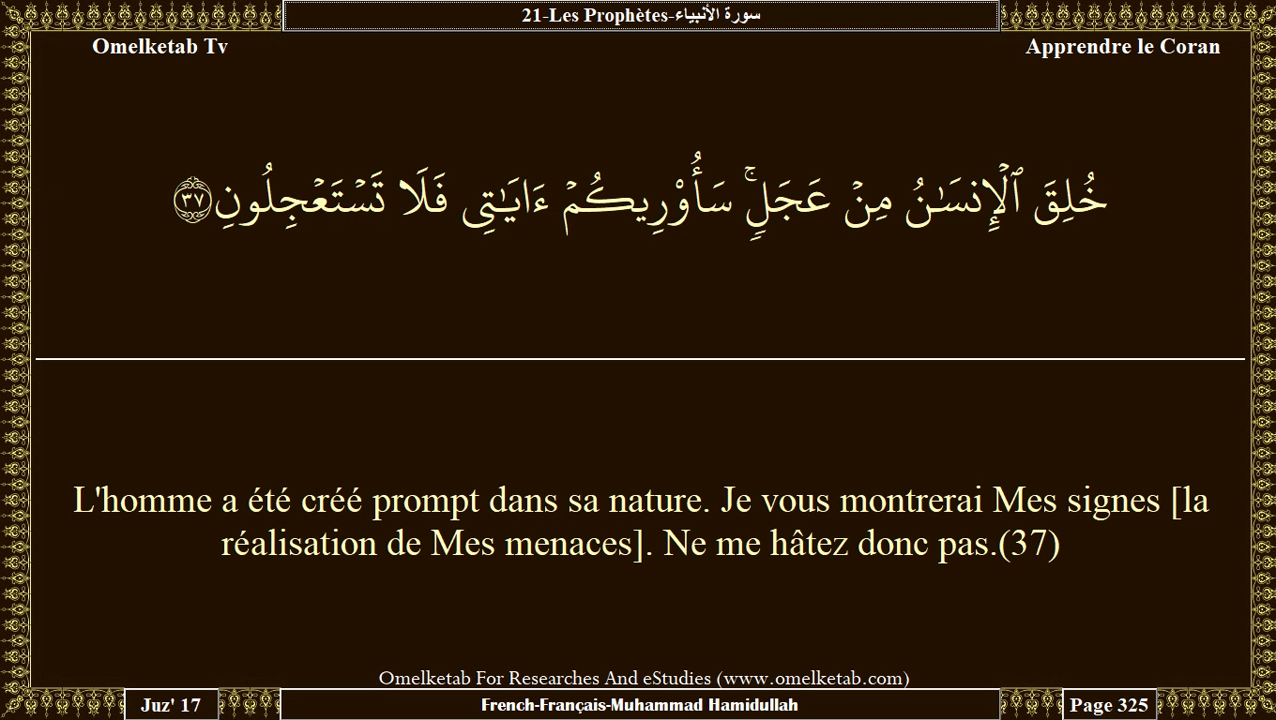 21-Les Prophètes-سورة الأنبياء
Omelketab Tv
Apprendre le Coran
خُلِقَ ٱلْإِنسَـٰنُ مِنْ عَجَلٍۢ ۚ سَأُو۟رِيكُمْ ءَايَـٰتِى فَلَا تَسْتَعْجِلُونِ ٣٧
L'homme a été créé prompt dans sa nature. Je vous montrerai Mes signes [la
réalisation de Mes menaces]. Ne me hâtez donc pas.(37)
Omelketab For Researches And eStudies (www.omelketab.com)
Juz' 17
French-Français-Muhammad Hamidullah
Page 325